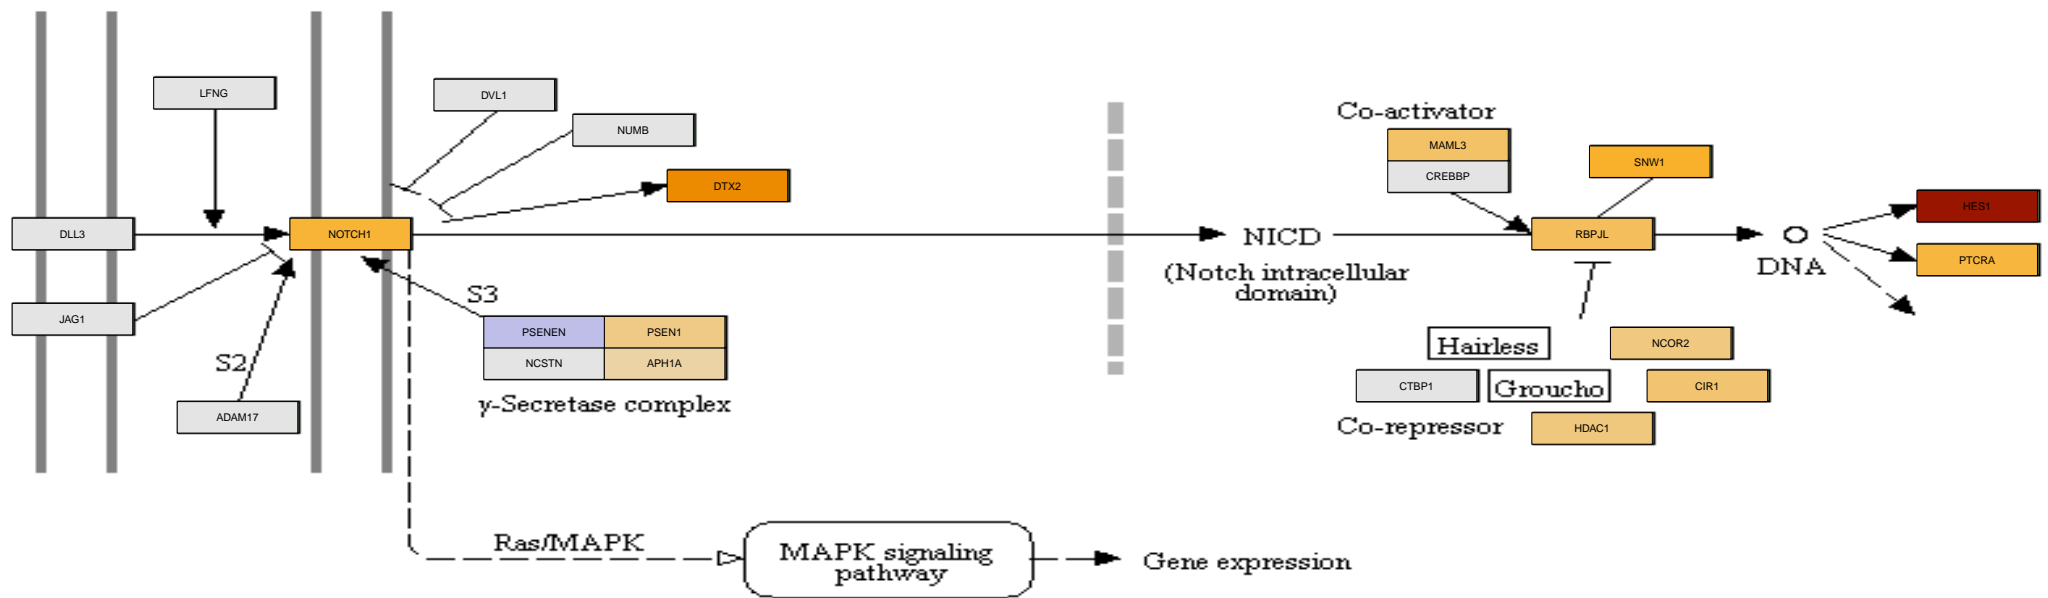 LFNG
DVL1
NUMB
DTX2
DLL3
NOTCH1
JAG1
S2
S3
ADAM17
PSENEN
PSEN1
NCSTN
APH1A
γ-Secretase complex
Ras/MAPK
MAPK signaling
pathway
Gene expression
NICD
(Notch intracellular
domain)
Co-activator
MAML3
CREBBP
SNW1
RBPJL
DNA
HES1
PTCRA
Hairless
NCOR2
CTBP1
Groucho
CIR1
Co-repressor
HDAC1